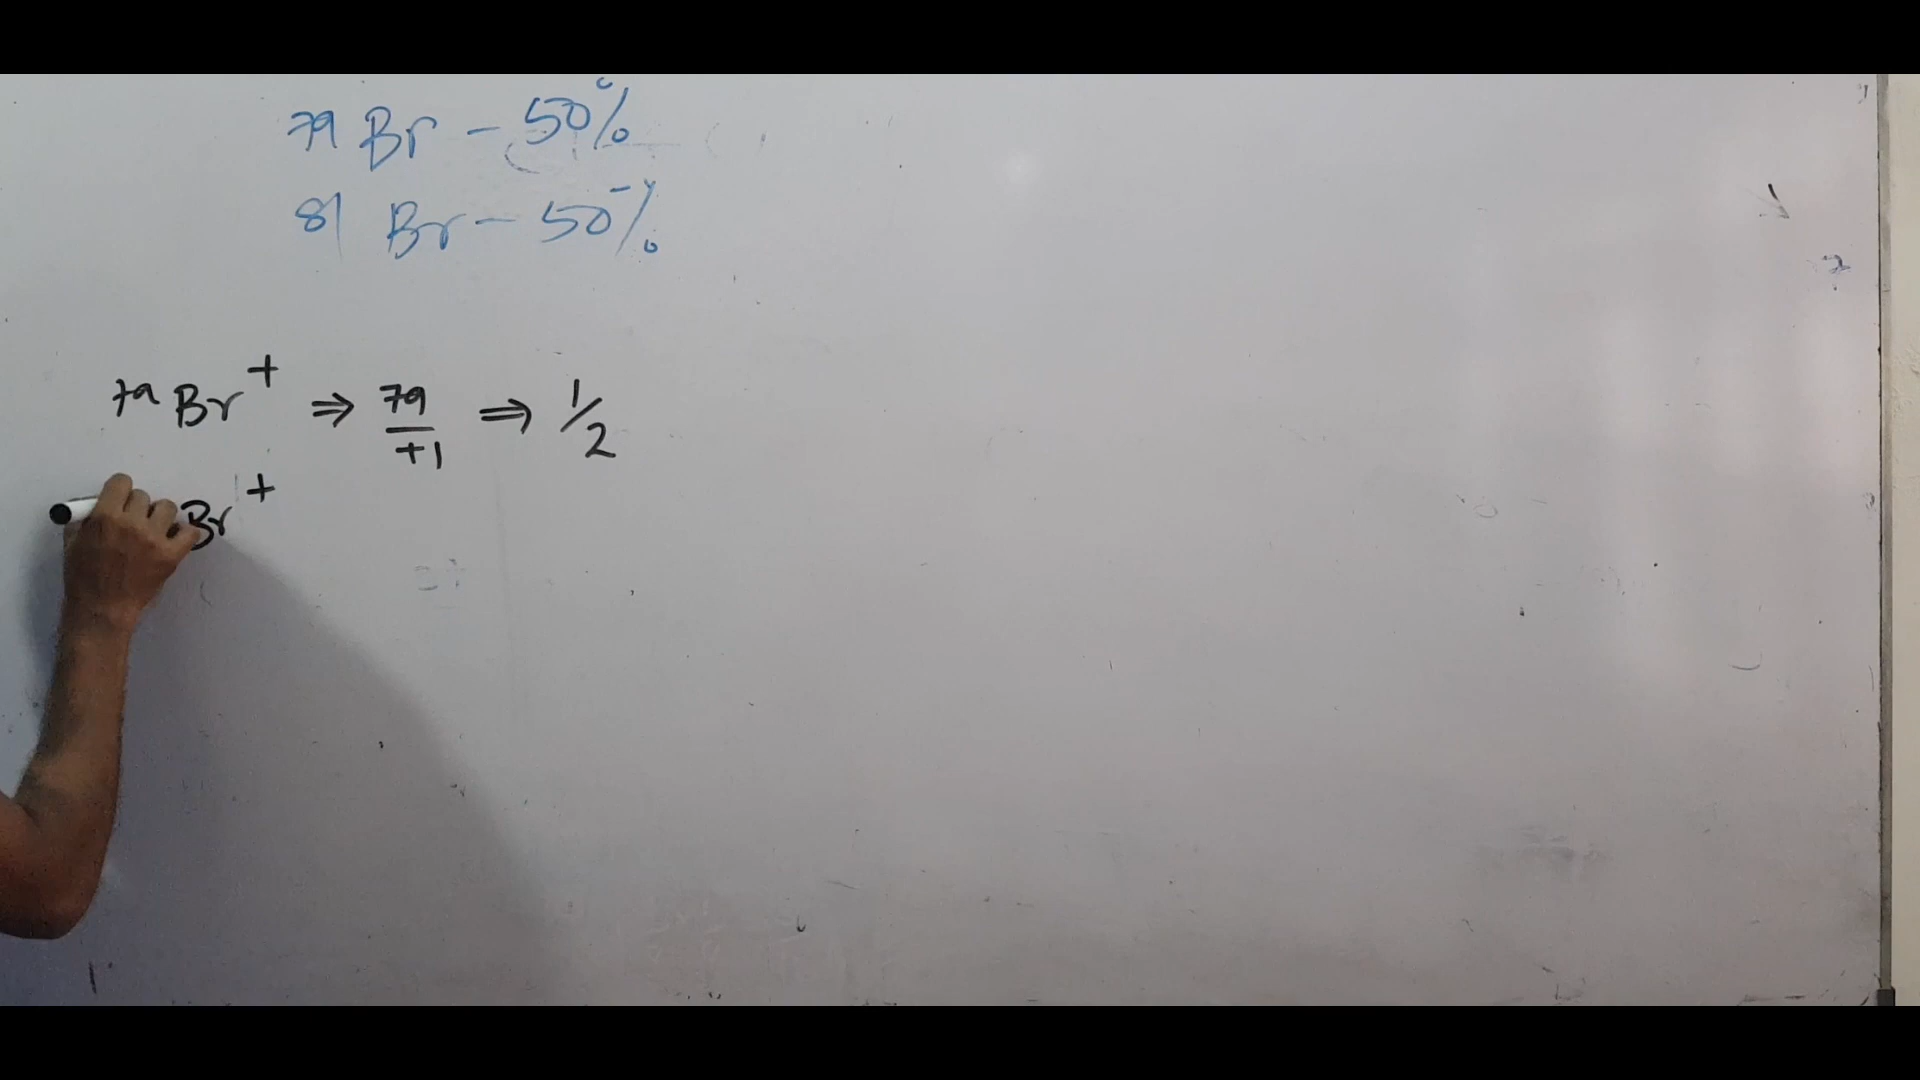 79 Br - 50%
81 Br - 50%
79 Br+ ⇒ 79/+1 ⇒ 1/2
Br+